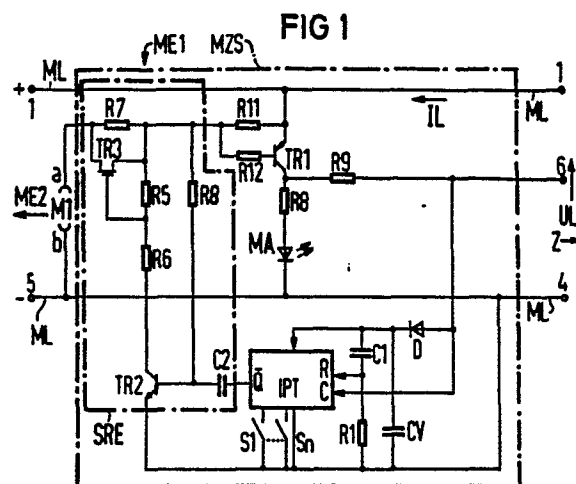 FIG 1
ME1 MZS
+ ML 1
R7 R11 IL ML 1
TR3 R12 TR1 R9 6
a M1 b ME2
R5 R8 R8 UL
Z
MA
R6
- 5 ML 4 ML
D
C1
TR2 C2 Q̄ IPT R C
R1 CV
S1 Sn
SRE